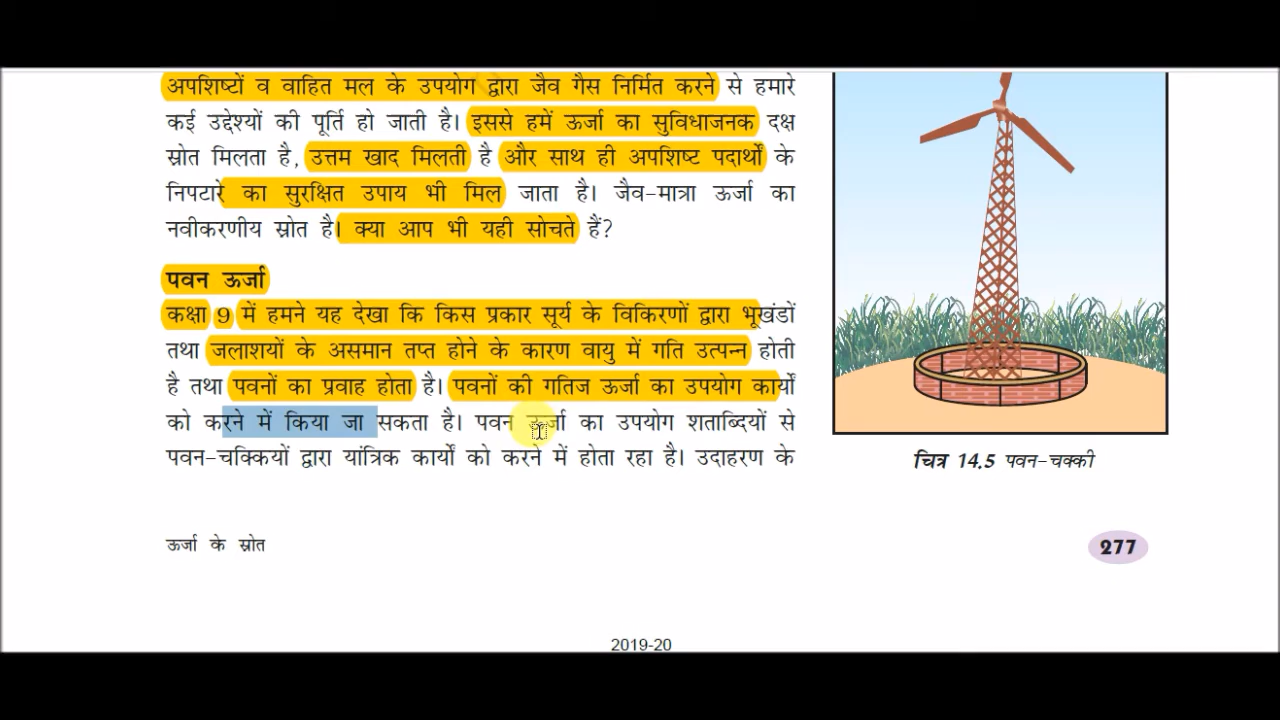 अपशिष्टों व वाहित मल के उपयोग द्वारा जैव गैस निर्मित करने से हमारे
कई उद्देश्यों की पूर्ति हो जाती है। इससे हमें ऊर्जा का सुविधाजनक दक्ष
स्रोत मिलता है, उत्तम खाद मिलती है और साथ ही अपशिष्ट पदार्थों के
निपटारे का सुरक्षित उपाय भी मिल जाता है। जैव-मात्रा ऊर्जा का
नवीकरणीय स्रोत है। क्या आप भी यही सोचते हैं?
पवन ऊर्जा
कक्षा 9 में हमने यह देखा कि किस प्रकार सूर्य के विकिरणों द्वारा भूखंडों
तथा जलाशयों के असमान तप्त होने के कारण वायु में गति उत्पन्न होती
है तथा पवनों का प्रवाह होता है। पवनों की गतिज ऊर्जा का उपयोग कार्यों
को करने में किया जा सकता है। पवन ऊर्जा का उपयोग शताब्दियों से
पवन-चक्कियों द्वारा यांत्रिक कार्यों को करने में होता रहा है। उदाहरण के
चित्र 14.5 पवन-चक्की
ऊर्जा के स्रोत
277
2019-20